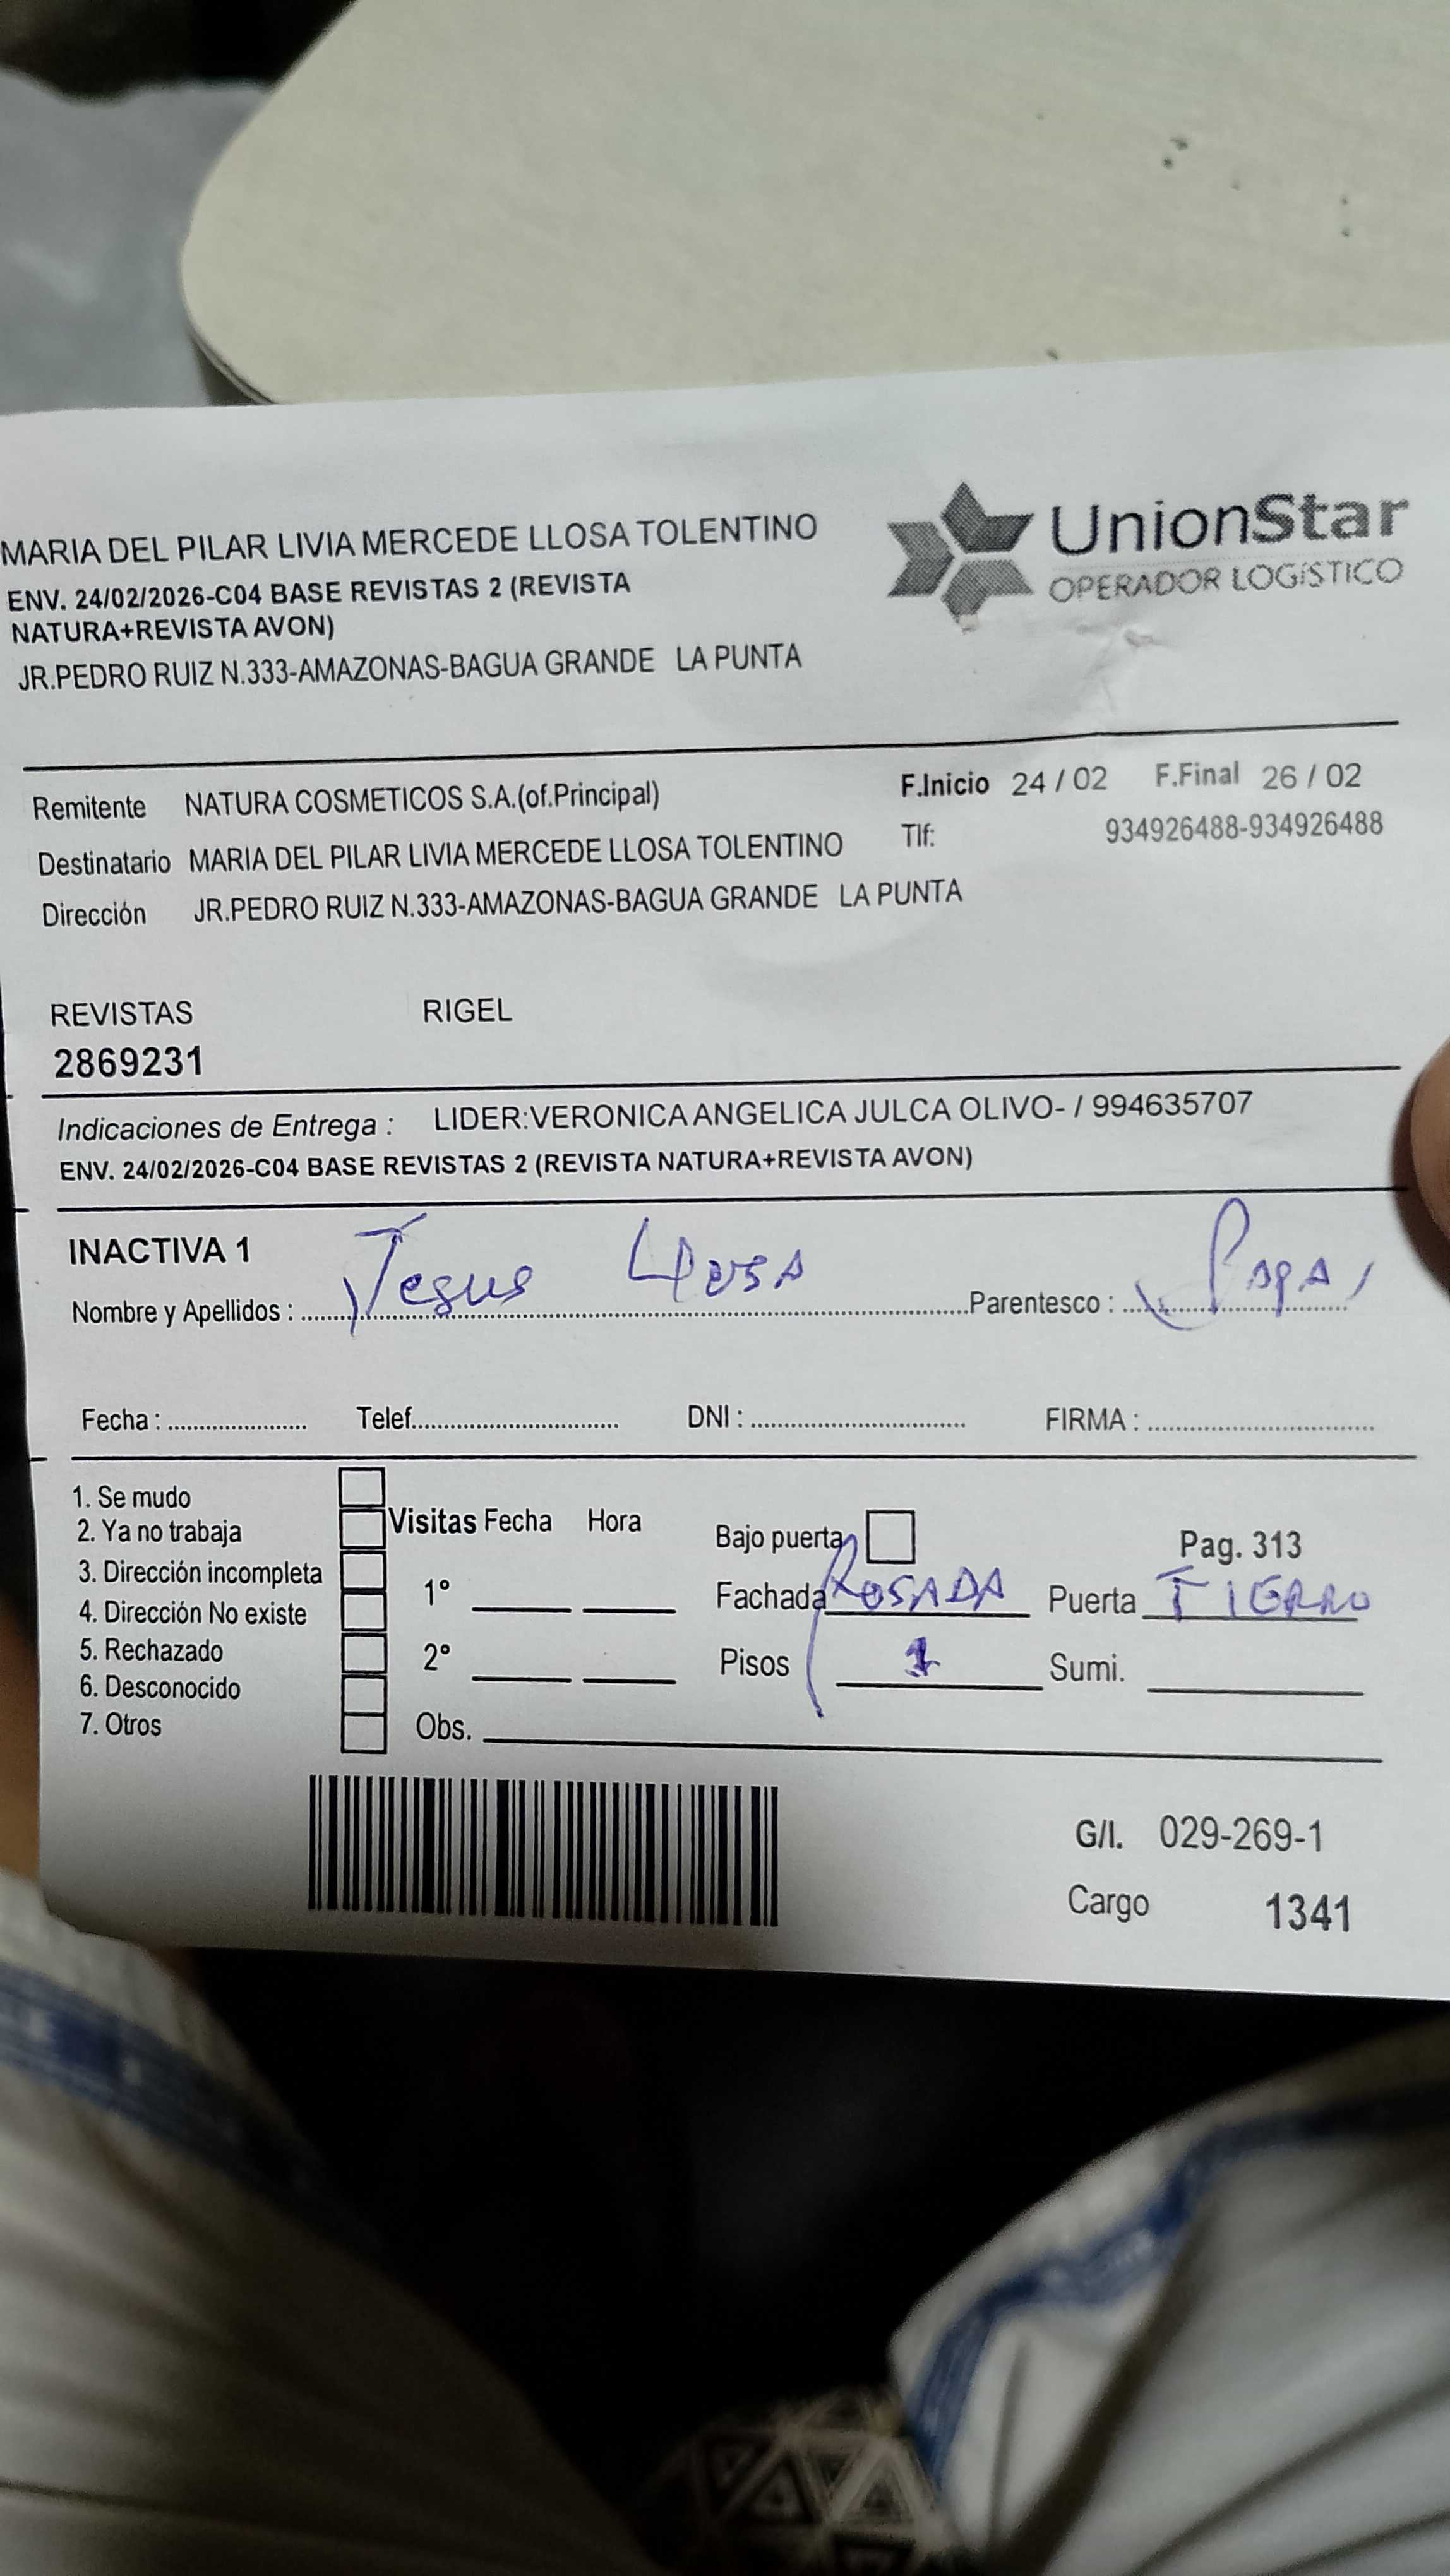 MARIA DEL PILAR LIVIA MERCEDE LLOSA TOLENTINO
UnionStar
OPERADOR LOGÍSTICO
ENV. 24/02/2026-C04 BASE REVISTAS 2 (REVISTA
NATURA+REVISTA AVON)
JR.PEDRO RUIZ N.333-AMAZONAS-BAGUA GRANDE LA PUNTA
Remitente NATURA COSMETICOS S.A.(of.Principal) F.Inicio 24 / 02 F.Final 26 / 02
Destinatario MARIA DEL PILAR LIVIA MERCEDE LLOSA TOLENTINO Tlf: 934926488-934926488
Dirección JR.PEDRO RUIZ N.333-AMAZONAS-BAGUA GRANDE LA PUNTA
REVISTAS RIGEL
2869231
Indicaciones de Entrega : LIDER:VERONICA ANGELICA JULCA OLIVO- / 994635707
ENV. 24/02/2026-C04 BASE REVISTAS 2 (REVISTA NATURA+REVISTA AVON)
INACTIVA 1
Nombre y Apellidos : Jesus Llosa Parentesco : Papa
Fecha : Telef. DNI : FIRMA :
1. Se mudo
2. Ya no trabaja
3. Dirección incompleta
4. Dirección No existe
5. Rechazado
6. Desconocido
7. Otros
Visitas Fecha Hora
1°
2°
Obs.
Bajo puerta Pag. 313
Fachada ROSADA Puerta FIERRO
Pisos 1 Sumi.
G/I. 029-269-1
Cargo 1341